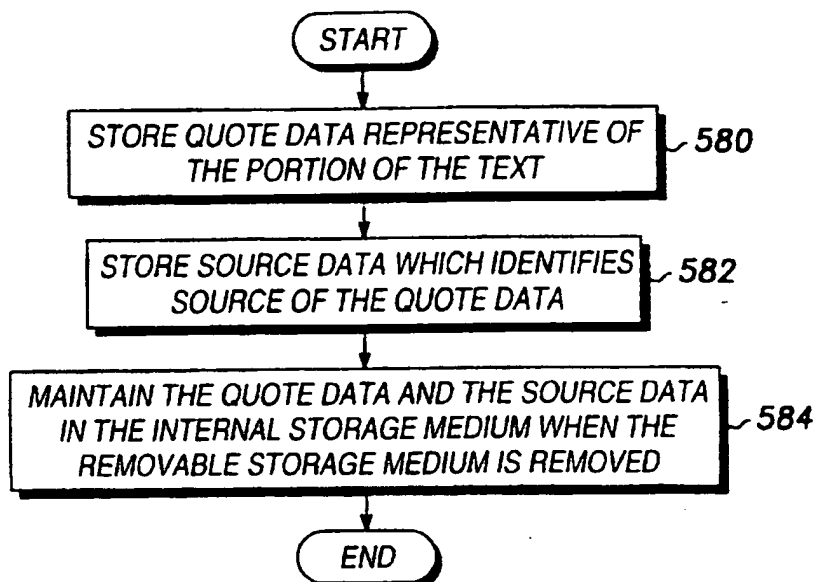 START
STORE QUOTE DATA REPRESENTATIVE OF
THE PORTION OF THE TEXT
580
STORE SOURCE DATA WHICH IDENTIFIES
SOURCE OF THE QUOTE DATA
582
MAINTAIN THE QUOTE DATA AND THE SOURCE DATA
IN THE INTERNAL STORAGE MEDIUM WHEN THE
REMOVABLE STORAGE MEDIUM IS REMOVED
584
END